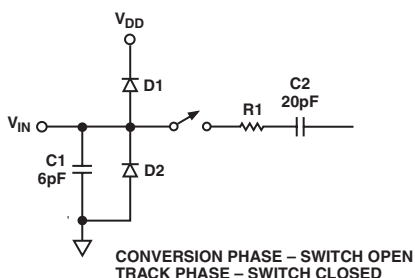 VDD
D1
C2
20pF
R1
VIN
C1
6pF
D2
CONVERSION PHASE – SWITCH OPEN
TRACK PHASE – SWITCH CLOSED